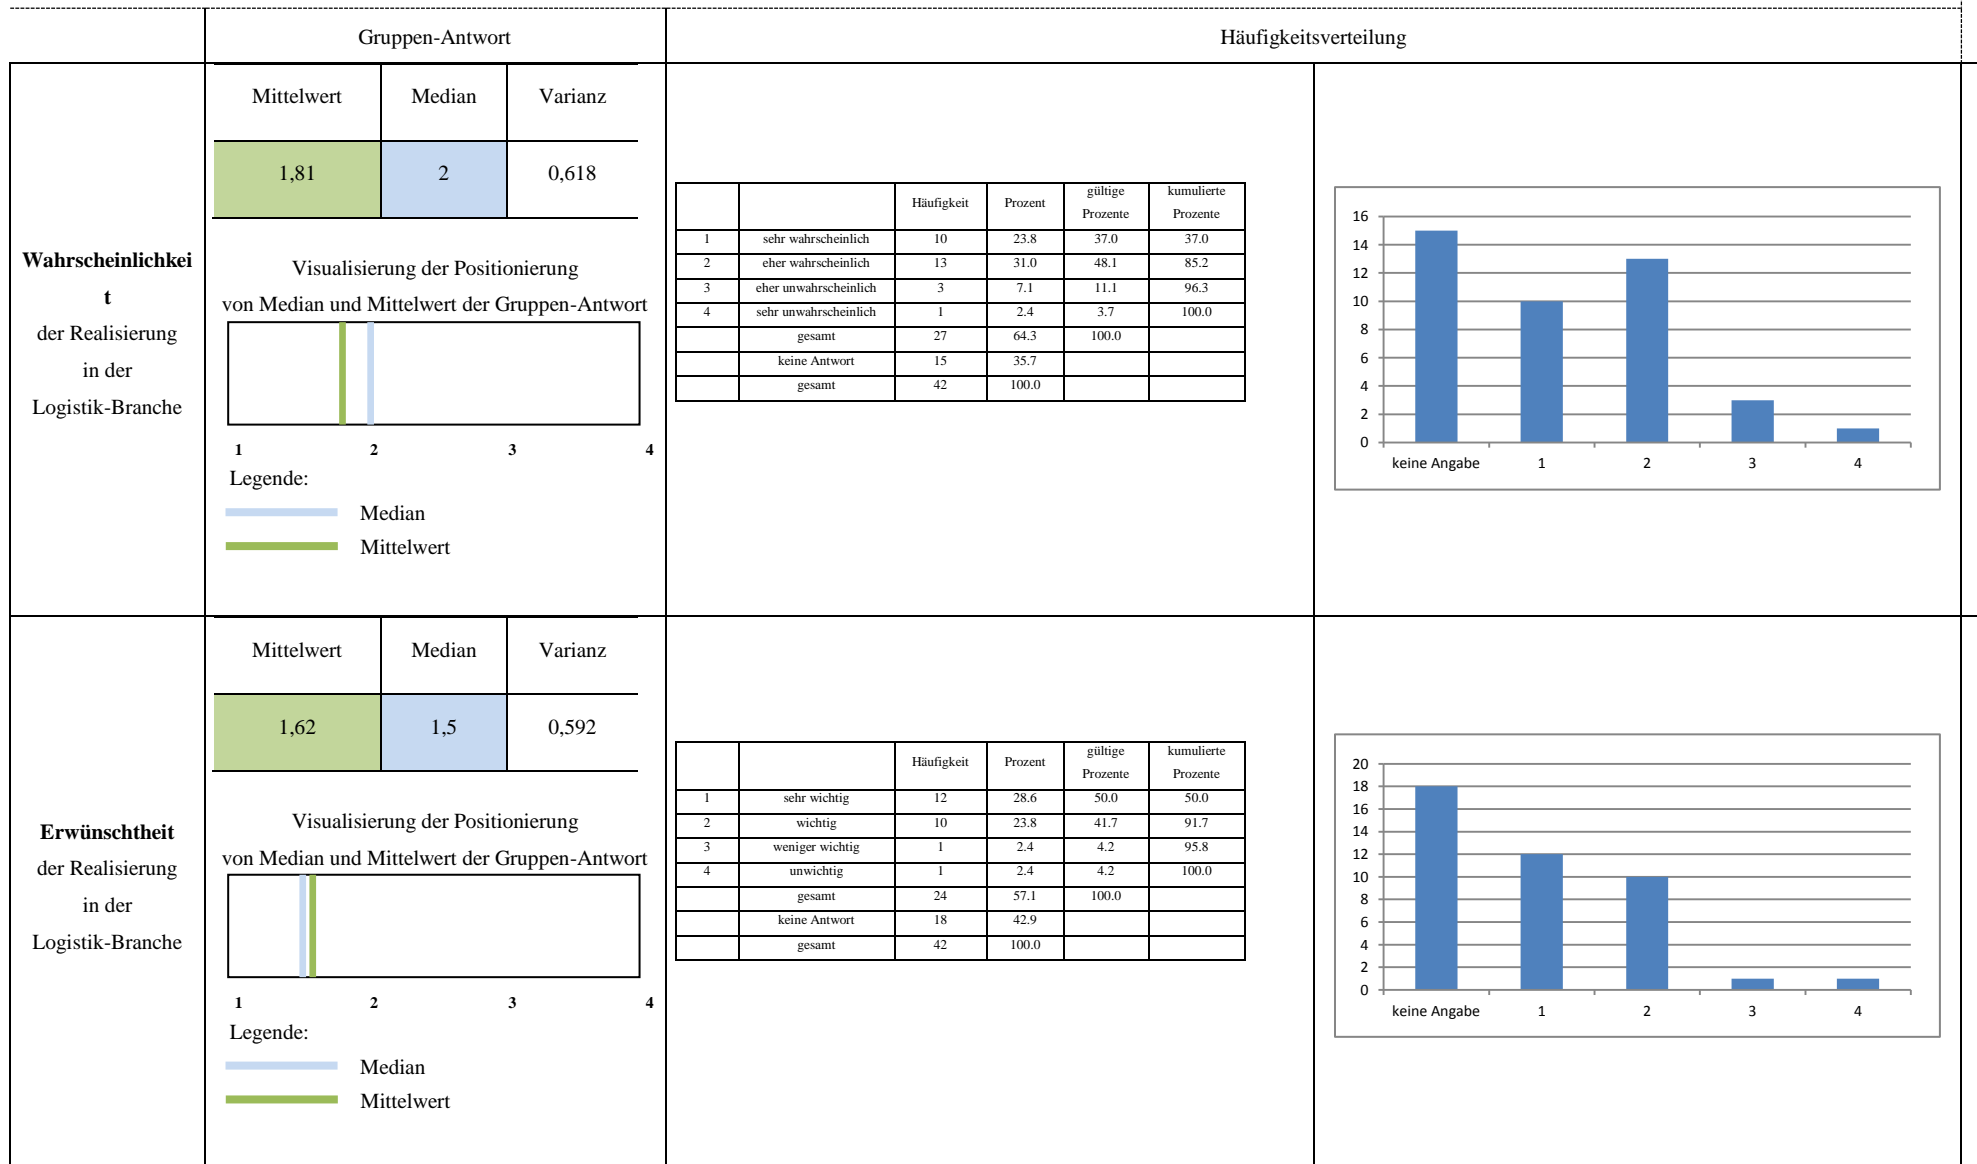 Gruppen-Antwort Häufigkeitsverteilung
Wahrscheinlichkei
t
der Realisierung
in der
Logistik-Branche
Mittelwert Median Varianz
1,81 2 0,618
Visualisierung der Positionierung
von Median und Mittelwert der Gruppen-Antwort
1 2 3 4
Legende:
Median
Mittelwert
Häufigkeit Prozent gültige Prozente kumulierte Prozente
1 sehr wahrscheinlich 10 23.8 37.0 37.0
2 eher wahrscheinlich 13 31.0 48.1 85.2
3 eher unwahrscheinlich 3 7.1 11.1 96.3
4 sehr unwahrscheinlich 1 2.4 3.7 100.0
gesamt 27 64.3 100.0
keine Antwort 15 35.7
gesamt 42 100.0
16
14
12
10
8
6
4
2
0
keine Angabe 1 2 3 4
Erwünschtheit
der Realisierung
in der
Logistik-Branche
Mittelwert Median Varianz
1,62 1,5 0,592
Visualisierung der Positionierung
von Median und Mittelwert der Gruppen-Antwort
1 2 3 4
Legende:
Median
Mittelwert
Häufigkeit Prozent gültige Prozente kumulierte Prozente
1 sehr wichtig 12 28.6 50.0 50.0
2 wichtig 10 23.8 41.7 91.7
3 weniger wichtig 1 2.4 4.2 95.8
4 unwichtig 1 2.4 4.2 100.0
gesamt 24 57.1 100.0
keine Antwort 18 42.9
gesamt 42 100.0
20
18
16
14
12
10
8
6
4
2
0
keine Angabe 1 2 3 4